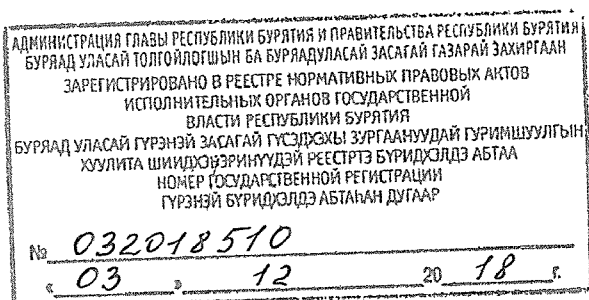 АДМИНИСТРАЦИЯ ГЛАВЫ РЕСПУБЛИКИ БУРЯТИЯ И ПРАВИТЕЛЬСТВА РЕСПУБЛИКИ БУРЯТИЯ
БУРЯАД УЛАСАЙ ТОЛГОЙЛОГШЫН БА БУРЯАДУЛАСАЙ ЗАСАГАЙ ГАЗАРАЙ ЗАХИРГААН
ЗАРЕГИСТРИРОВАНО В РЕЕСТРЕ НОРМАТИВНЫХ ПРАВОВЫХ АКТОВ
ИСПОЛНИТЕЛЬНЫХ ОРГАНОВ ГОСУДАРСТВЕННОЙ
ВЛАСТИ РЕСПУБЛИКИ БУРЯТИЯ
БУРЯАД УЛАСАЙ ГҮРЭНЭЙ ЗАСАГАЙ ГҮСЭДХЭХЫ ЗУРГААНУУДАЙ ГУРИМШУУЛГЫН
ХУУЛИТА ШИИДХЭНЭРИНҮҮДЭЙ РЕЕСТРТЭ БҮРИДХЭЛДЭ АБТАА
НОМЕР ГОСУДАРСТВЕННОЙ РЕГИСТРАЦИИ
ГҮРЭНЭЙ БҮРИДХЭЛДЭ АБТАҺАН ДУГААР
№ 032018510
« 03 » 12 20 18 г.